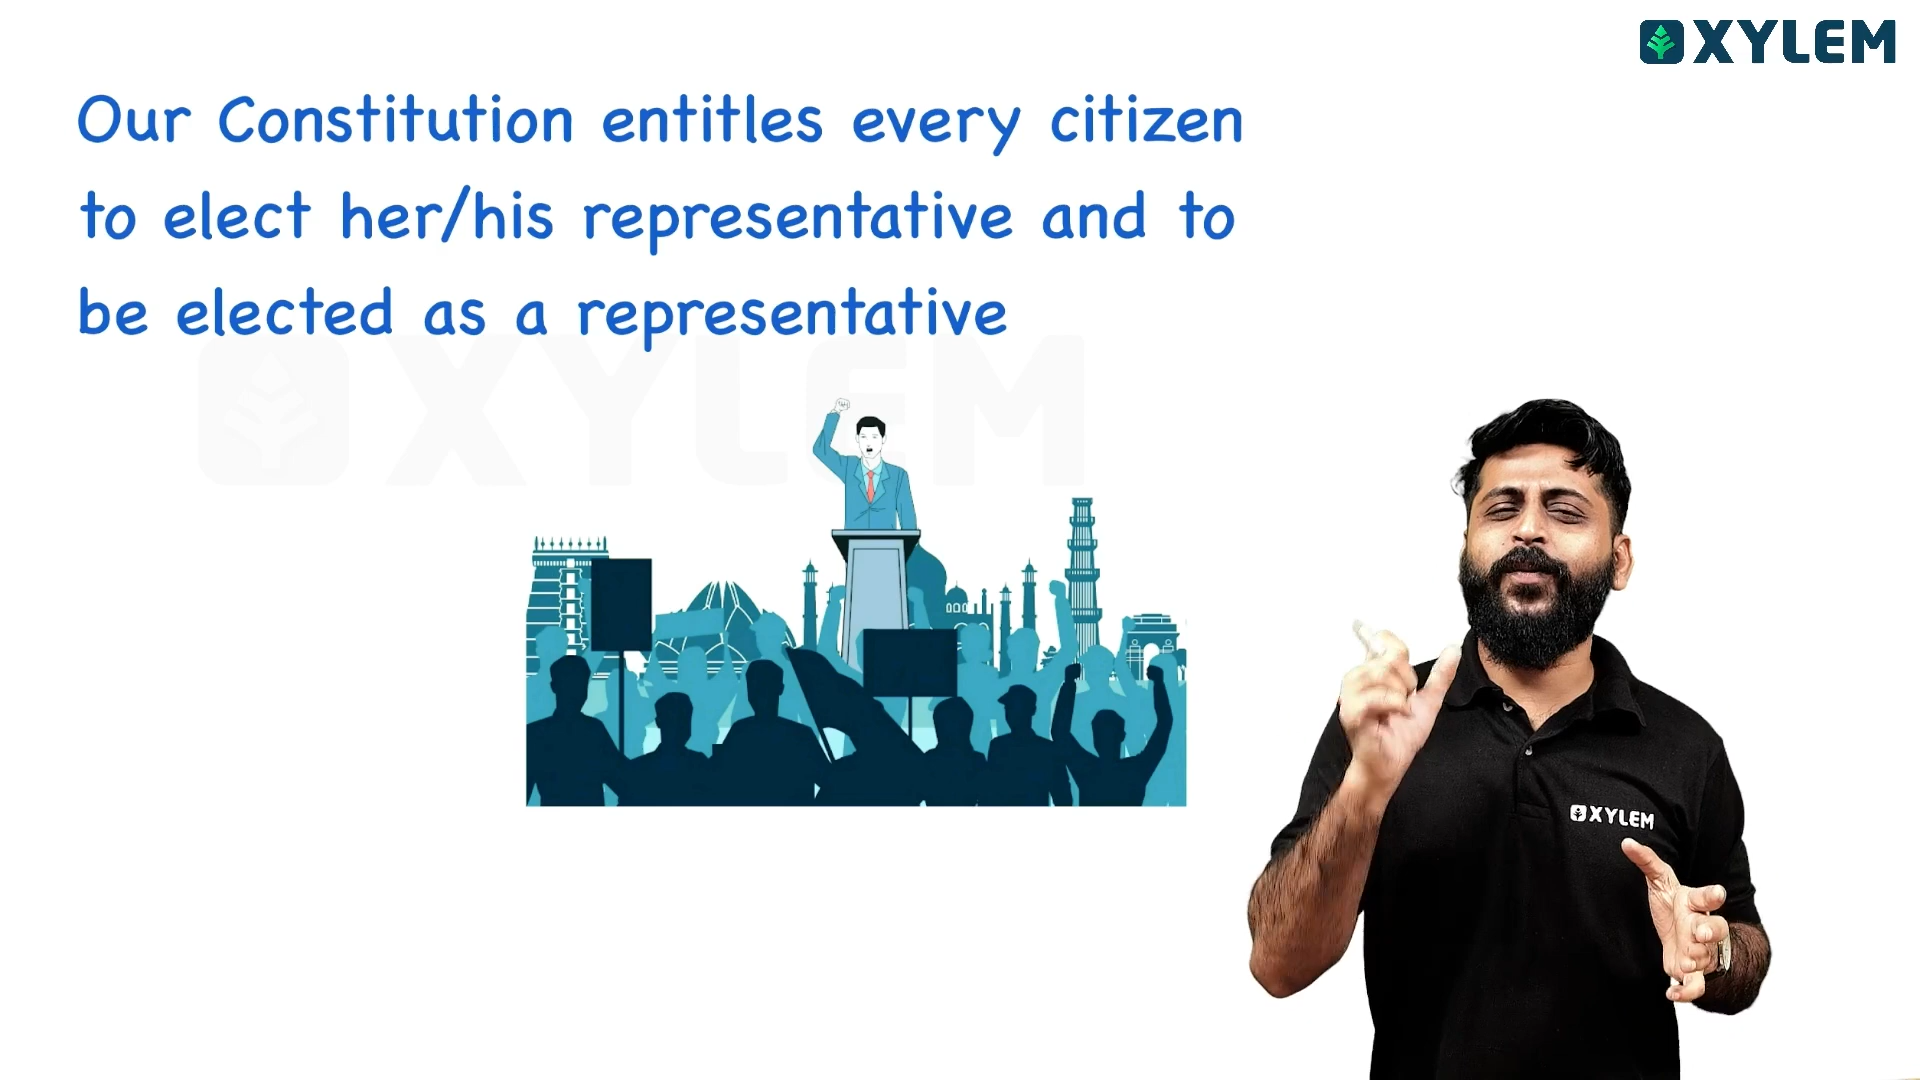 XYLEM
Our Constitution entitles every citizen
to elect her/his representative and to
be elected as a representative
XYLEM
XYLEM